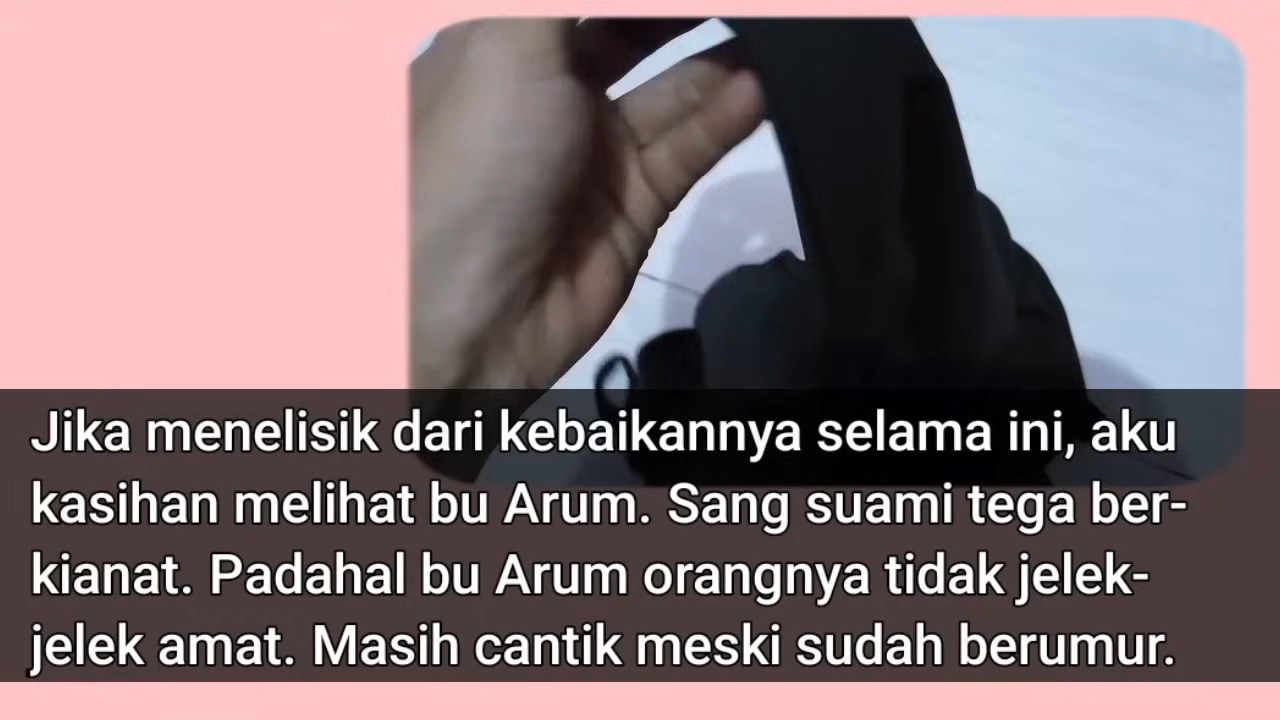 Jika menelisik dari kebaikannya selama ini, aku
kasihan melihat bu Arum. Sang suami tega ber-
kianat. Padahal bu Arum orangnya tidak jelek-
jelek amat. Masih cantik meski sudah berumur.